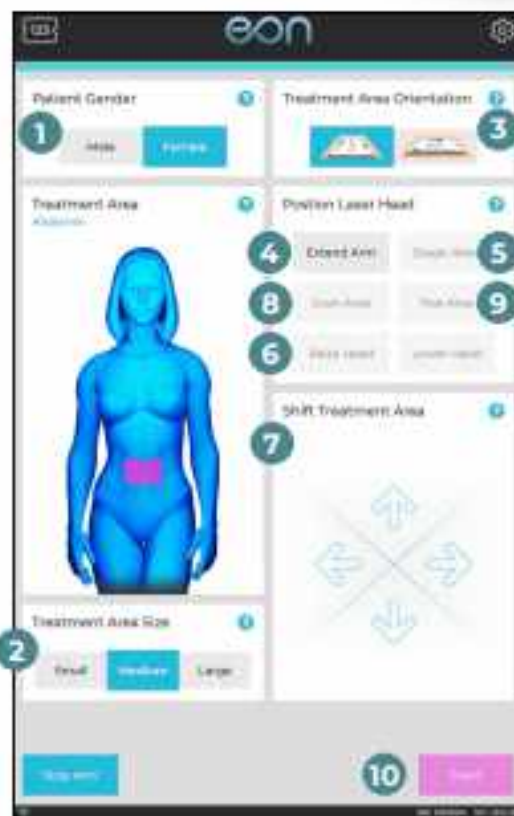 eon
Patient Gender
Treatment Area Orientation
1
Male
Female
3
Treatment Area
Abdomen
Position Laser Head
4
Extend Arm
5
8
Scan Area
9
6
Raise Head
Lower Head
Shift Treatment Area
7
Treatment Area Size
2
Small
Medium
Large
Stop Arm
10